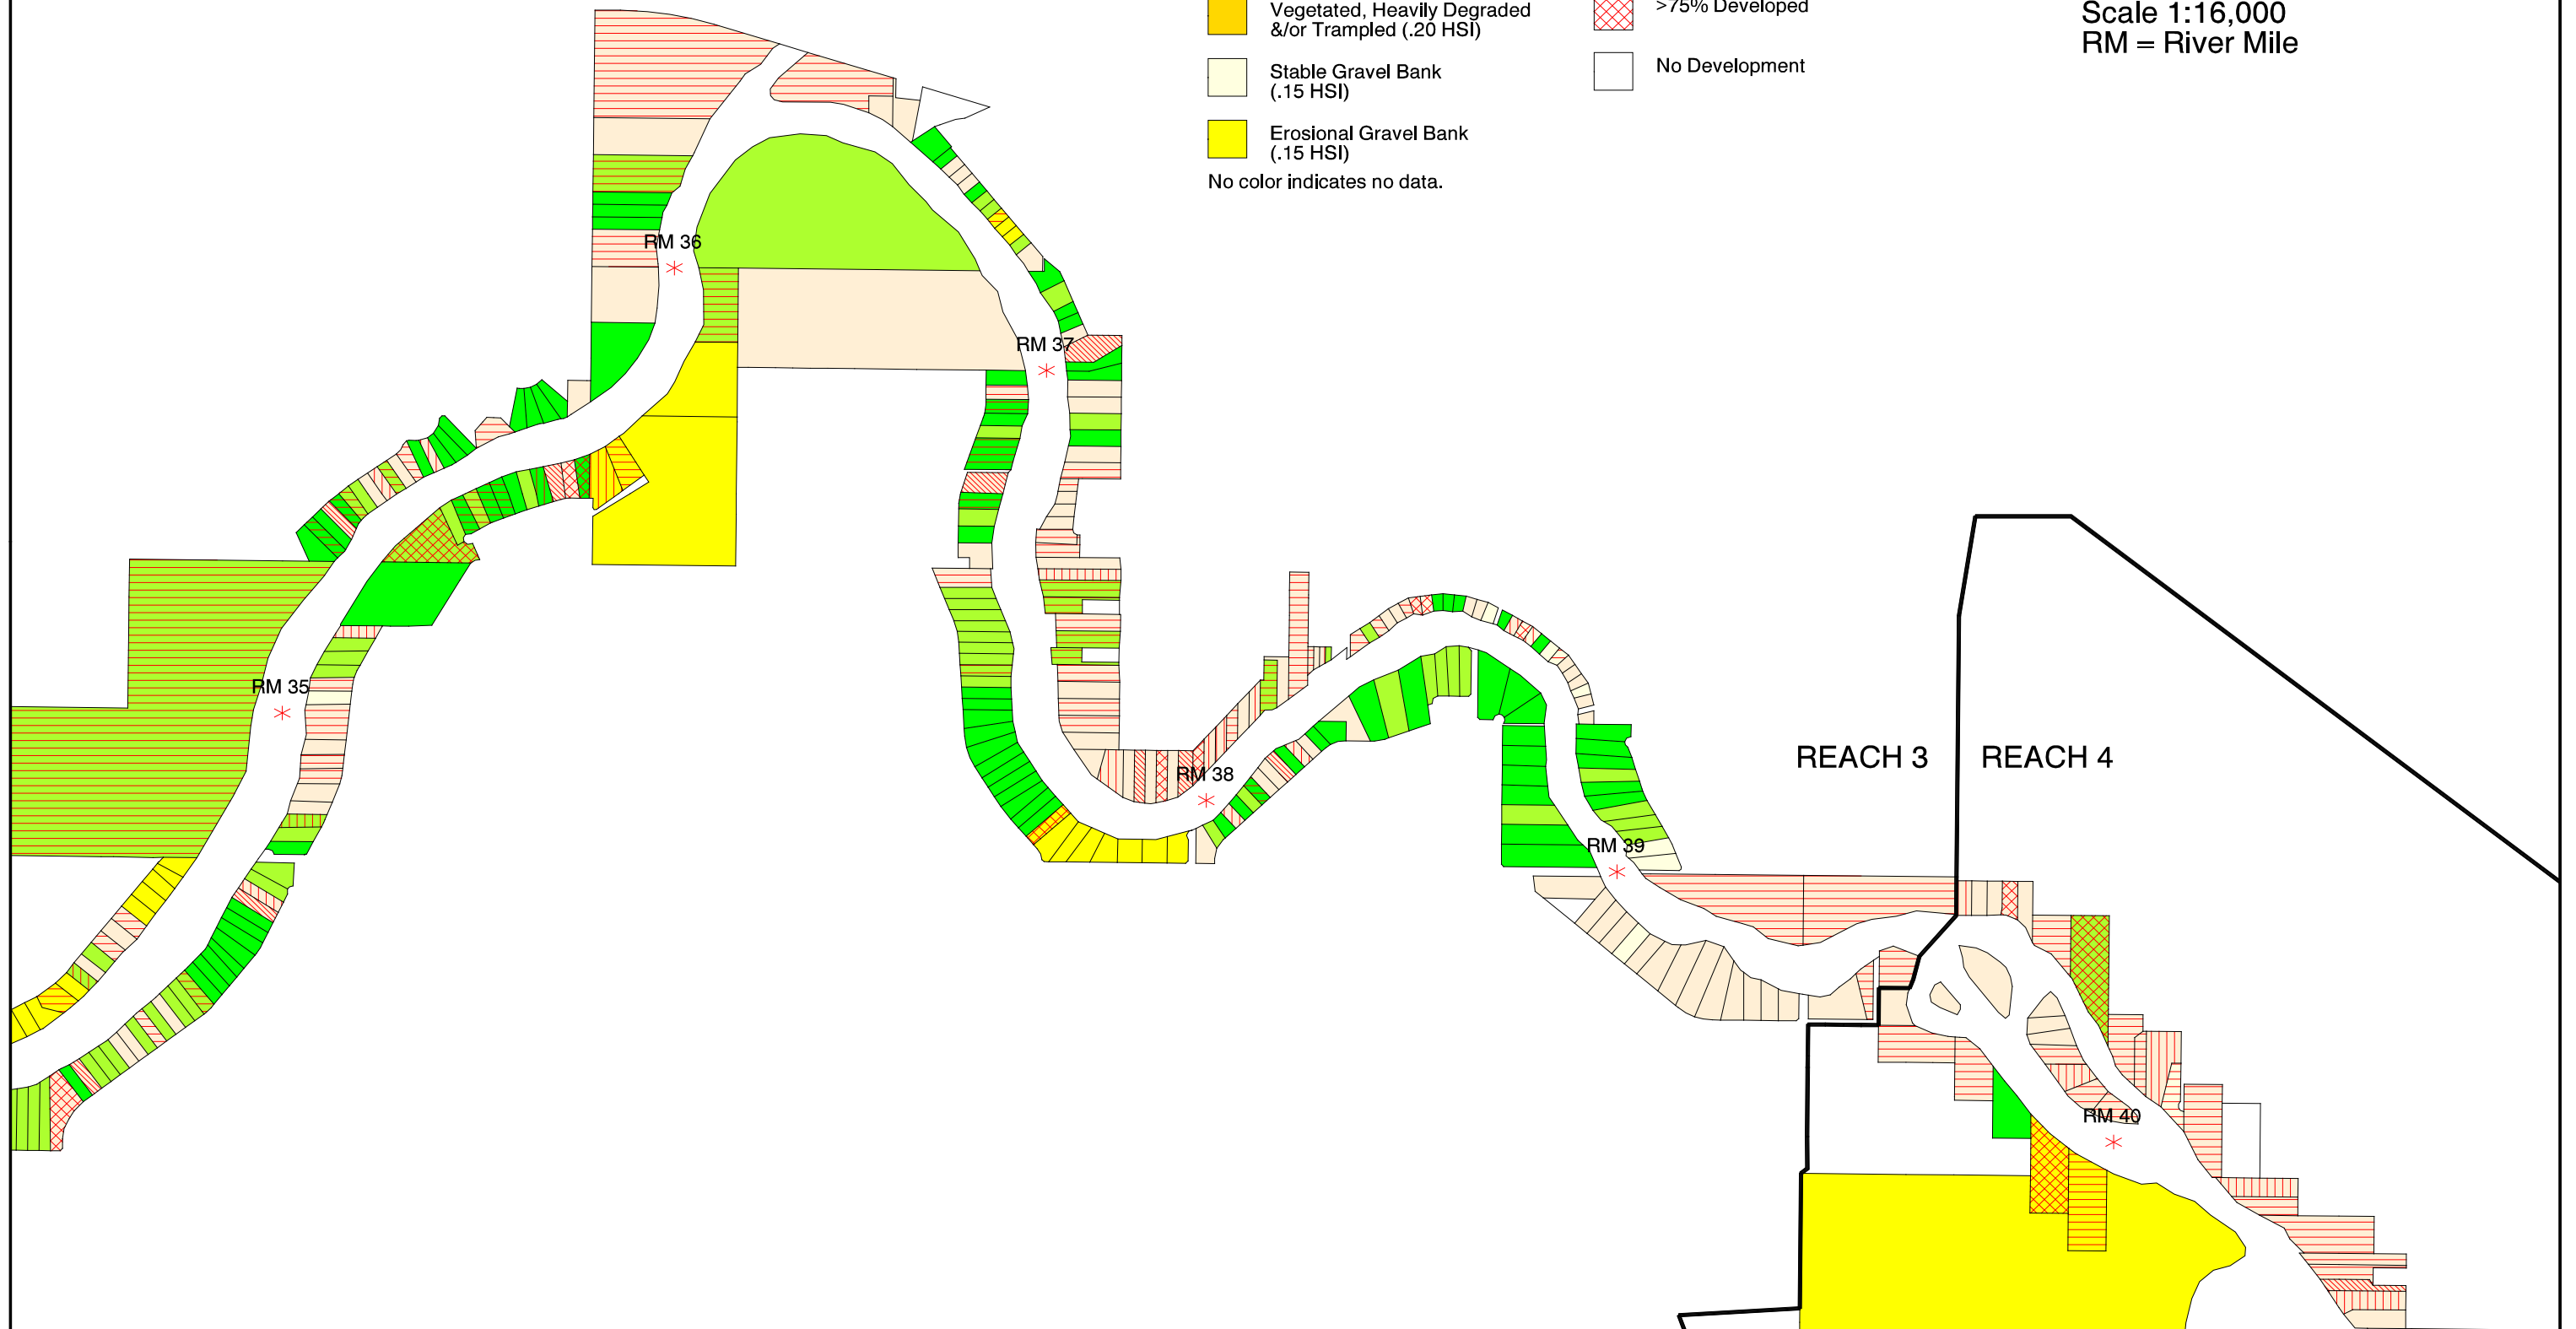 Vegetated, Heavily Degraded
&/or Trampled (.20 HSI)
>75% Developed
Scale 1:16,000
RM = River Mile
Stable Gravel Bank
(.15 HSI)
No Development
Erosional Gravel Bank
(.15 HSI)
No color indicates no data.
RM 36
RM 37
RM 35
RM 38
REACH 3
REACH 4
RM 39
RM 40